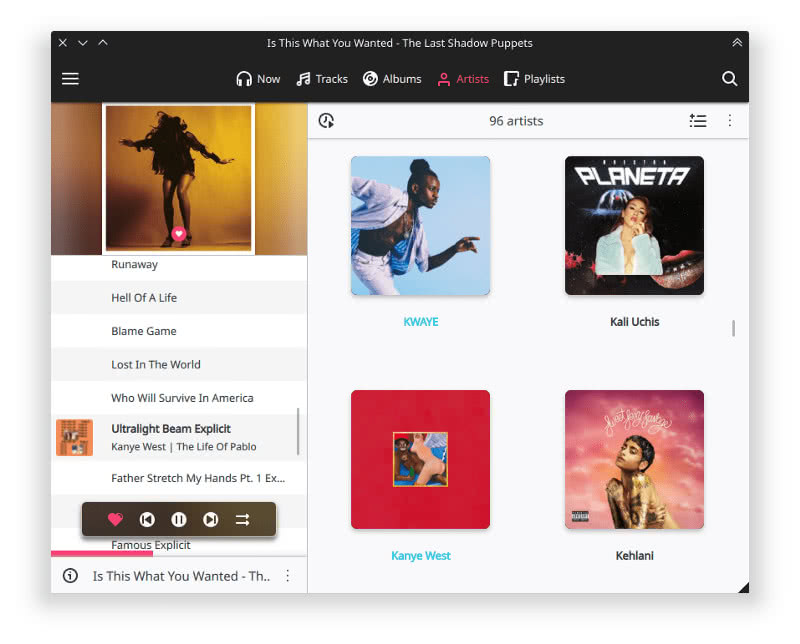 Is This What You Wanted - The Last Shadow Puppets
Now
Tracks
Albums
Artists
Playlists
96 artists
Runaway
Hell Of A Life
Blame Game
Lost In The World
Who Will Survive In America
Ultralight Beam Explicit
Kanye West | The Life Of Pablo
Father Stretch My Hands Pt. 1 Ex...
Famous Explicit
Is This What You Wanted - Th..
PLANETA
KWAYE
Kali Uchis
Sweet Sexy Savage
Kanye West
Kehlani